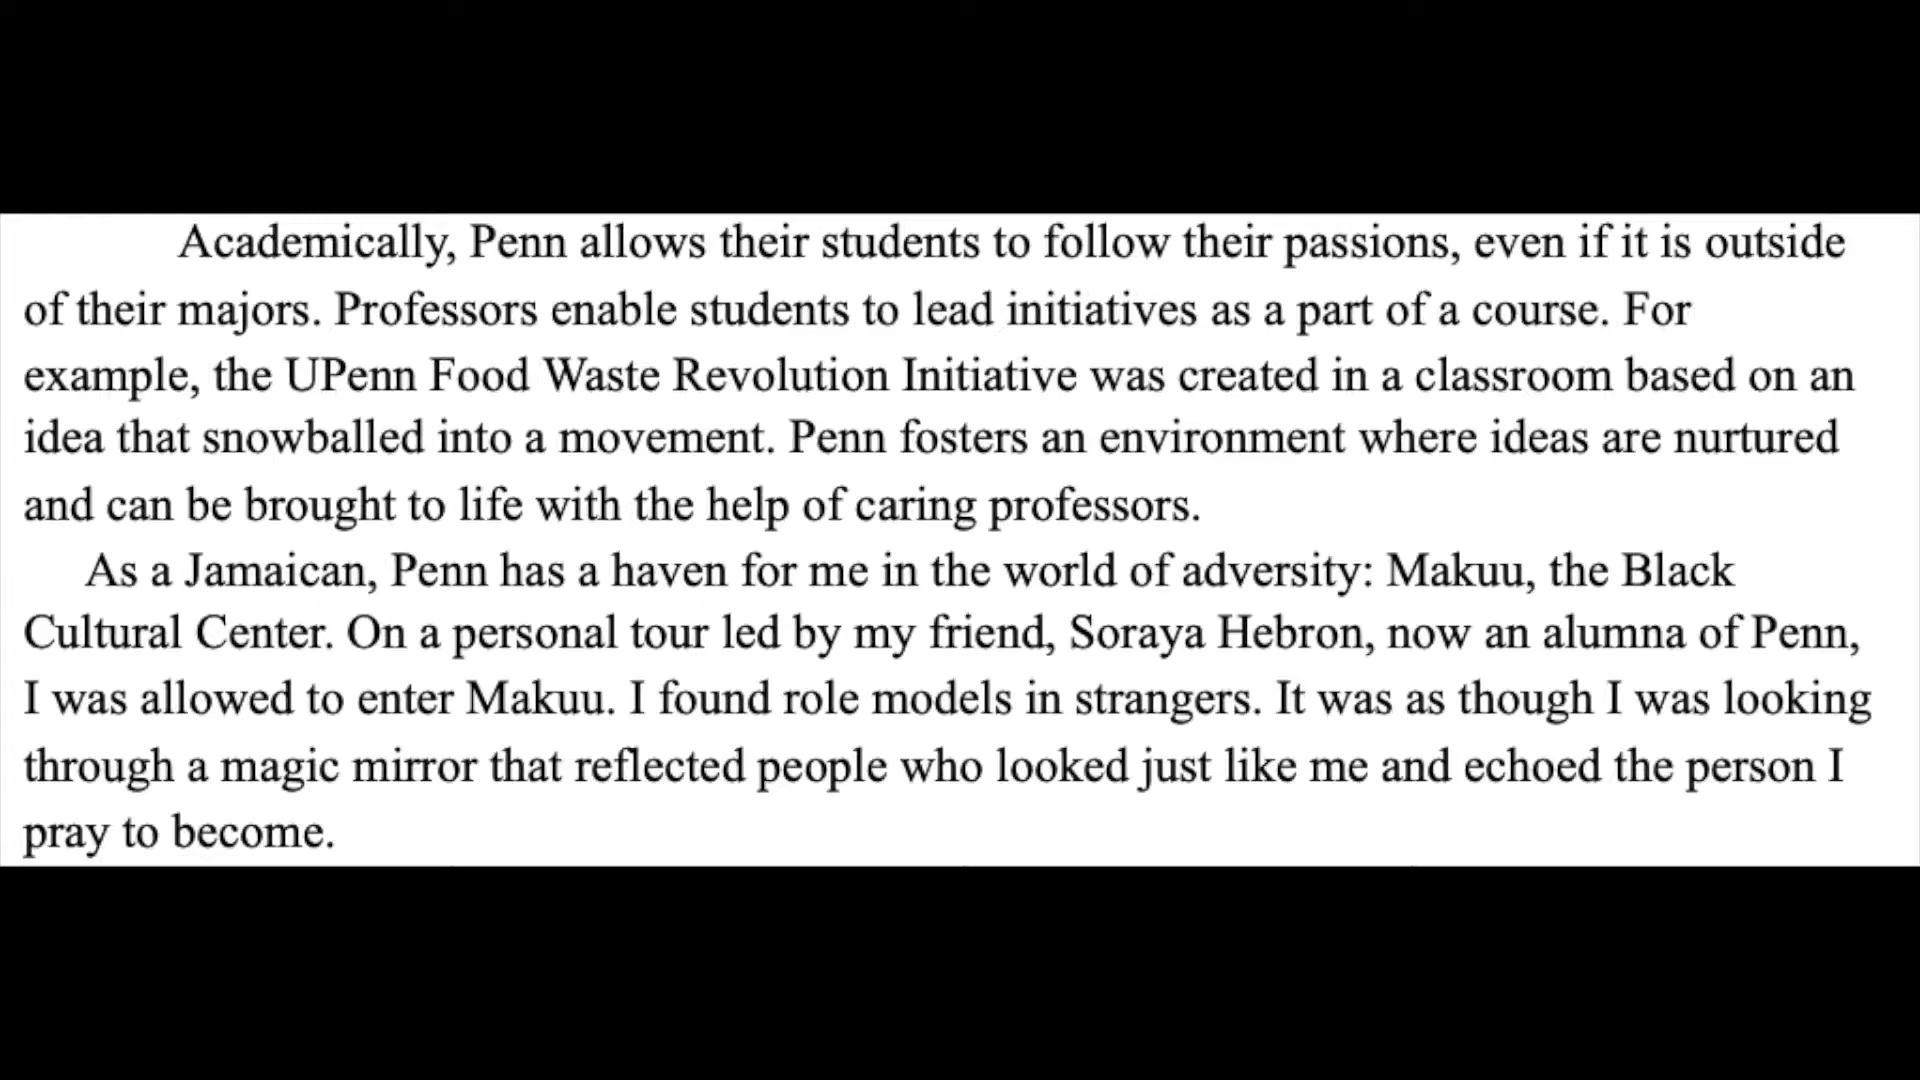 Academically, Penn allows their students to follow their passions, even if it is outside
of their majors. Professors enable students to lead initiatives as a part of a course. For
example, the UPenn Food Waste Revolution Initiative was created in a classroom based on an
idea that snowballed into a movement. Penn fosters an environment where ideas are nurtured
and can be brought to life with the help of caring professors.
As a Jamaican, Penn has a haven for me in the world of adversity: Makuu, the Black
Cultural Center. On a personal tour led by my friend, Soraya Hebron, now an alumna of Penn,
I was allowed to enter Makuu. I found role models in strangers. It was as though I was looking
through a magic mirror that reflected people who looked just like me and echoed the person I
pray to become.